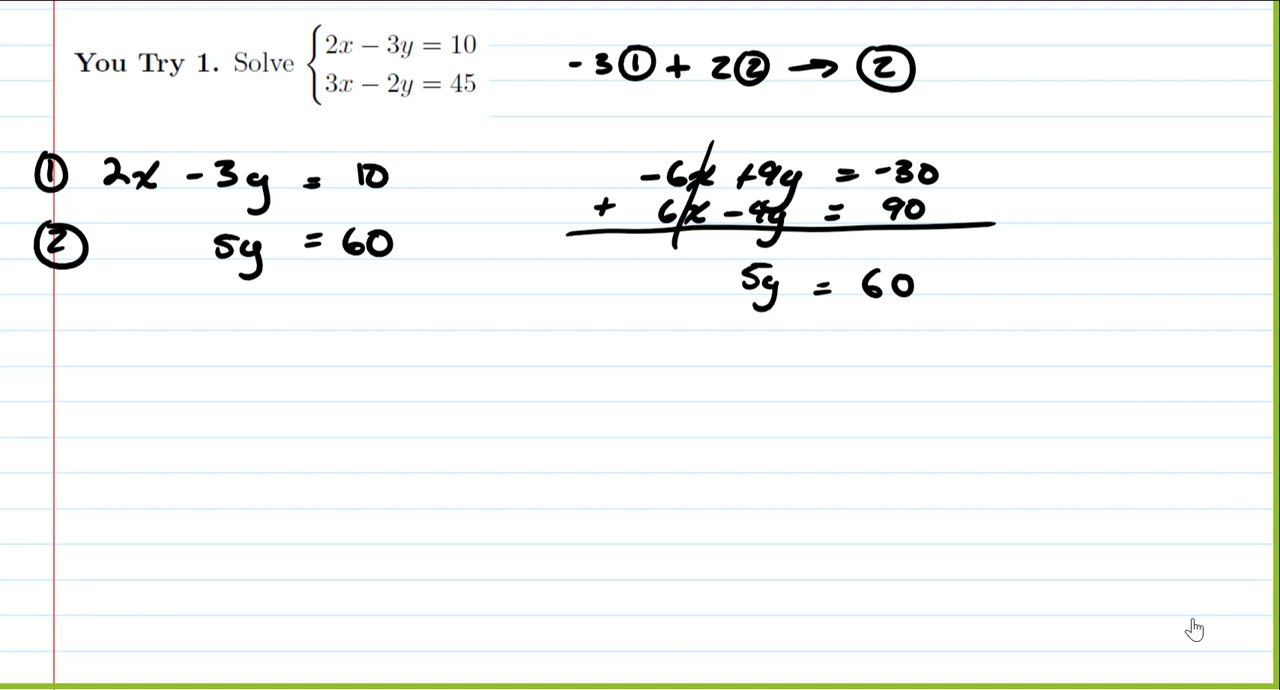 You Try 1. Solve { 2x − 3y = 10
3x − 2y = 45
-3① + 2② → ②
① 2x - 3y = 10
② 5y = 60
-6x + 9y = -30
+ 6x - 4y = 90
5y = 60